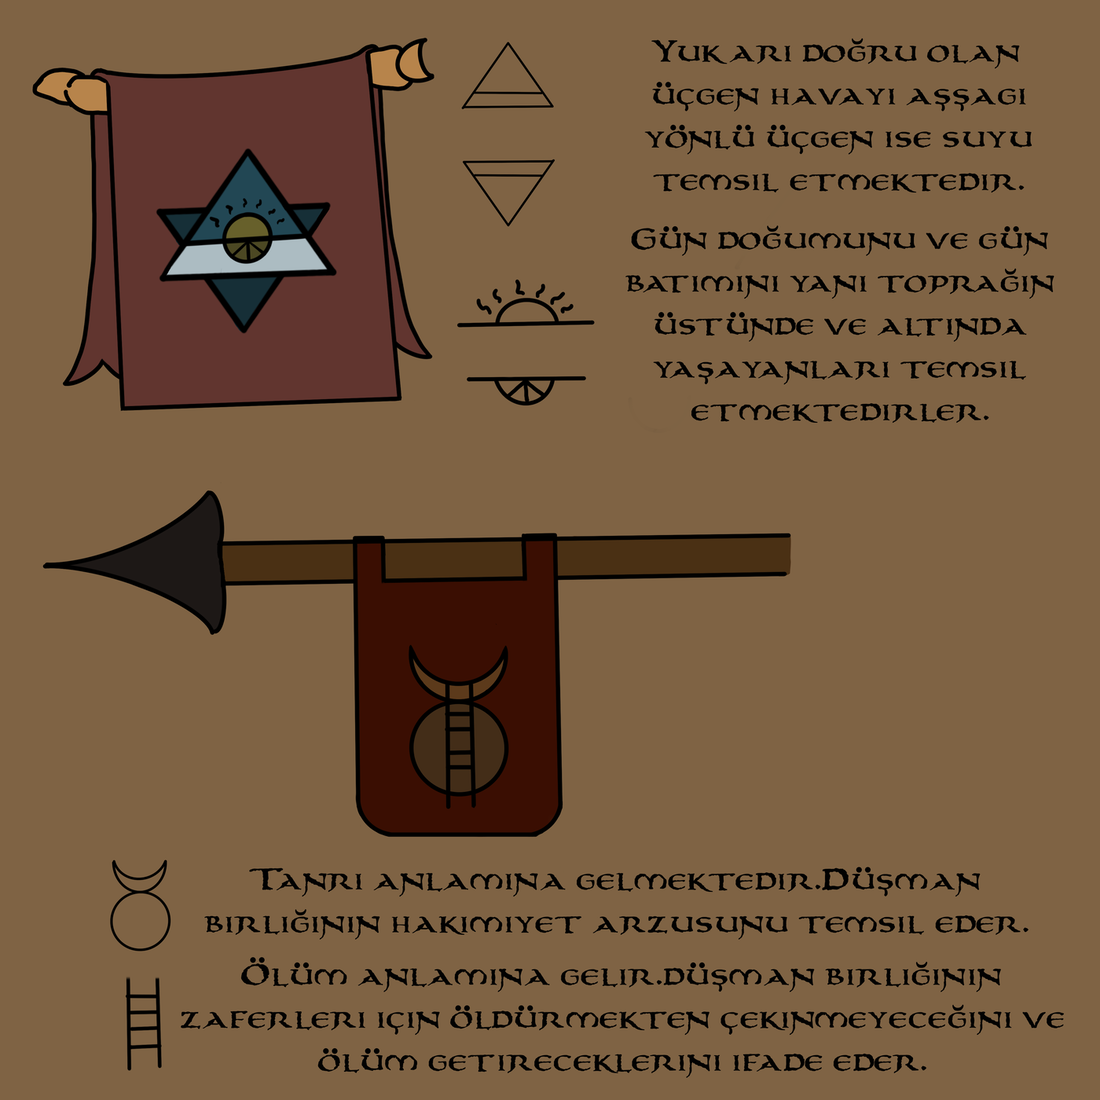 Yukarı doğru olan
üçgen havayı aşşagı
yönlü üçgen ise suyu
temsil etmektedir.
Gün doğumunu ve gün
batımını yani toprağın
üstünde ve altında
yaşayanları temsil
etmektedirler.
Tanrı anlamına gelmektedir.Düşman
birliğinin hakimiyet arzusunu temsil eder.
Ölüm anlamına gelir.düşman birliğinin
zaferleri için öldürmekten çekinmeyeceğini ve
ölüm getireceklerini ifade eder.